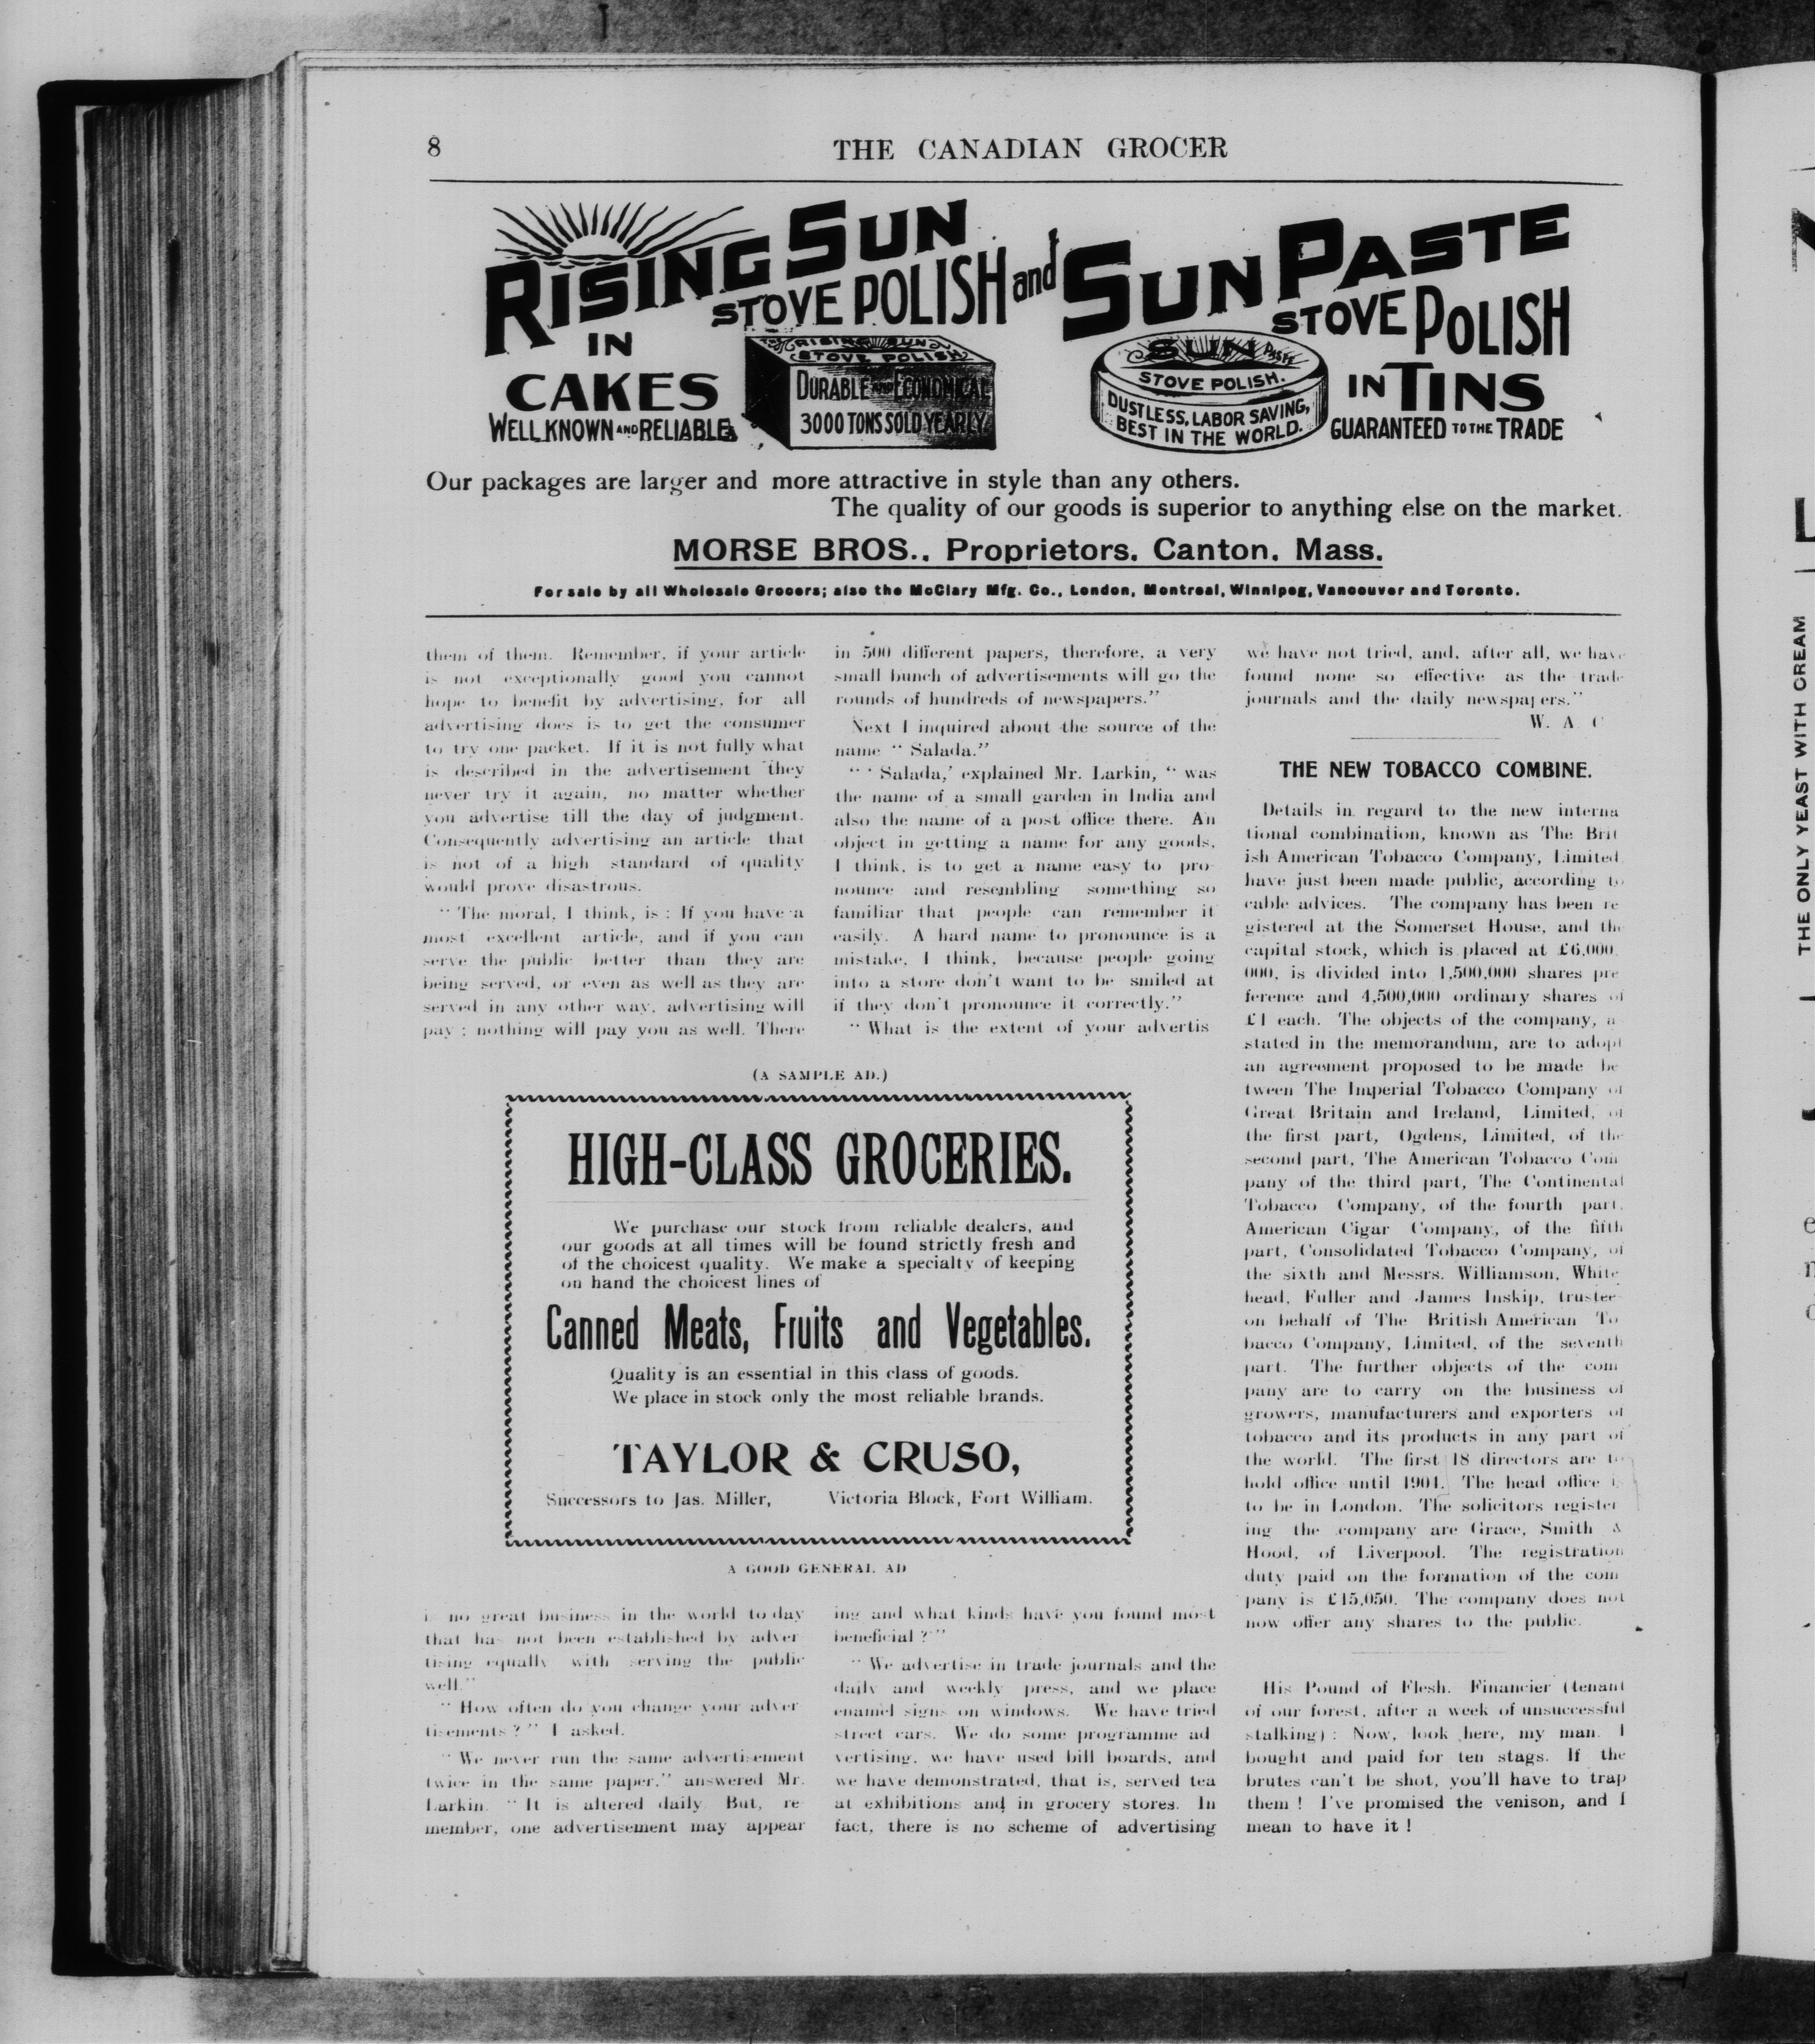 8
THE CANADIAN GROCER
RISING SUN
STOVE POLISH and SUN PASTE
STOVE POLISH
IN
CAKES
WELL KNOWN AND RELIABLE
RISING SUN
STOVE POLISH
DURABLE AND ECONOMICAL
3000 TONS SOLD YEARLY
SUN PASTE
STOVE POLISH.
DUSTLESS, LABOR SAVING,
BEST IN THE WORLD.
IN TINS
GUARANTEED TO THE TRADE
Our packages are larger and more attractive in style than any others.
The quality of our goods is superior to anything else on the market.
MORSE BROS., Proprietors, Canton, Mass.
For sale by all Wholesale Grocers; also the McClary Mfg. Co., London, Montreal, Winnipeg, Vancouver and Toronto.
them of them. Remember, if your article
is not exceptionally good you cannot
hope to benefit by advertising, for all
advertising does is to get the consumer
to try one packet. If it is not fully what
is described in the advertisement they
never try it again, no matter whether
you advertise till the day of judgment.
Consequently advertising an article that
is not of a high standard of quality
would prove disastrous.
"The moral, I think, is: If you have a
most excellent article, and if you can
serve the public better than they are
being served, or even as well as they are
served in any other way, advertising will
pay; nothing will pay you as well. There
in 500 different papers, therefore, a very
small bunch of advertisements will go the
rounds of hundreds of newspapers."
Next I inquired about the source of the
name "Salada."
"'Salada,' explained Mr. Larkin, "was
the name of a small garden in India and
also the name of a post office there. An
object in getting a name for any goods,
I think, is to get a name easy to pro-
nounce and resembling something so
familiar that people can remember it
easily. A hard name to pronounce is a
mistake, I think, because people going
into a store don't want to be smiled at
if they don't pronounce it correctly."
"What is the extent of your advertis
(A SAMPLE AD.)
HIGH-CLASS GROCERIES.
We purchase our stock from reliable dealers, and
our goods at all times will be found strictly fresh and
of the choicest quality. We make a specialty of keeping
on hand the choicest lines of
Canned Meats, Fruits and Vegetables.
Quality is an essential in this class of goods.
We place in stock only the most reliable brands.
TAYLOR & CRUSO,
Successors to Jas. Miller, Victoria Block, Fort William.
A GOOD GENERAL AD
is no great business in the world to day
that has not been established by adver
tising equally with serving the public
well."
"How often do you change your adver
tisements?" I asked.
"We never run the same advertisement
twice in the same paper," answered Mr.
Larkin. "It is altered daily. But, re
member, one advertisement may appear
ing and what kinds have you found most
beneficial?"
"We advertise in trade journals and the
daily and weekly press, and we place
enamel signs on windows. We have tried
street cars. We do some programme ad
vertising, we have used bill boards, and
we have demonstrated, that is, served tea
at exhibitions and in grocery stores. In
fact, there is no scheme of advertising
we have not tried, and, after all, we have
found none so effective as the trade
journals and the daily newspapers."
W. A. C
THE NEW TOBACCO COMBINE.
Details in regard to the new interna
tional combination, known as The Brit
ish American Tobacco Company, Limited,
have just been made public, according to
cable advices. The company has been re
gistered at the Somerset House, and the
capital stock, which is placed at £6,000,
000, is divided into 1,500,000 shares pre
ference and 4,500,000 ordinary shares of
£1 each. The objects of the company, as
stated in the memorandum, are to adopt
an agreement proposed to be made be
tween The Imperial Tobacco Company of
Great Britain and Ireland, Limited, of
the first part, Ogdens, Limited, of the
second part, The American Tobacco Com
pany of the third part, The Continental
Tobacco Company, of the fourth part,
American Cigar Company, of the fifth
part, Consolidated Tobacco Company, of
the sixth and Messrs. Williamson, White
head, Fuller and James Inskip, trustees
on behalf of The British American To
bacco Company, Limited, of the seventh
part. The further objects of the com
pany are to carry on the business of
growers, manufacturers and exporters of
tobacco and its products in any part of
the world. The first 18 directors are to
hold office until 1904. The head office is
to be in London. The solicitors register
ing the company are Grace, Smith &
Hood, of Liverpool. The registration
duty paid on the formation of the com
pany is £15,050. The company does not
now offer any shares to the public.
His Pound of Flesh. Financier (tenant
of our forest, after a week of unsuccessful
stalking): Now, look here, my man. I
bought and paid for ten stags. If the
brutes can't be shot, you'll have to trap
them! I've promised the venison, and I
mean to have it!
THE ONLY YEAST WITH CREAM